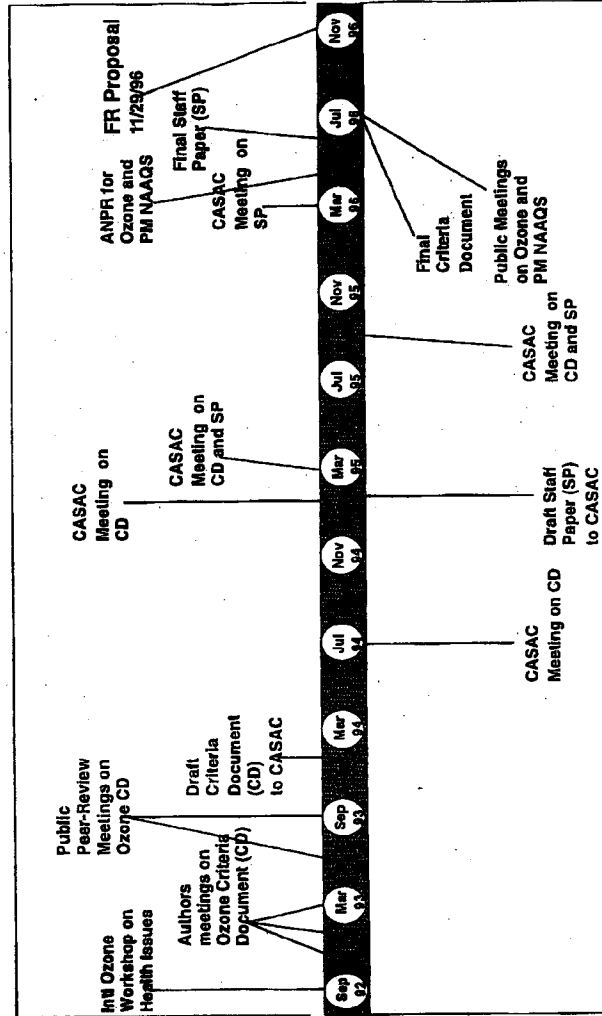 Intl Ozone
Workshop on
Health Issues
Authors
meetings on
Ozone Criteria
Document (CD)
Public
Peer-Review
Meetings on
Ozone CD
Draft
Criteria
Document
(CD)
to CASAC
CASAC
Meeting on
CD
CASAC
Meeting on
CD and SP
ANPR for
Ozone and
PM NAAQS
CASAC
Meeting on
SP
Final Staff
Paper (SP)
FR Proposal
11/29/96
Sep
92
Mar
93
Sep
93
Mar
94
Jul
94
Nov
94
Mar
95
Jul
95
Nov
95
Mar
96
Jul
96
Nov
96
CASAC
Meeting on CD
Draft Staff
Paper (SP)
to CASAC
CASAC
Meeting on
CD and SP
Final
Criteria
Document
Public Meetings
on Ozone and
PM NAAQS